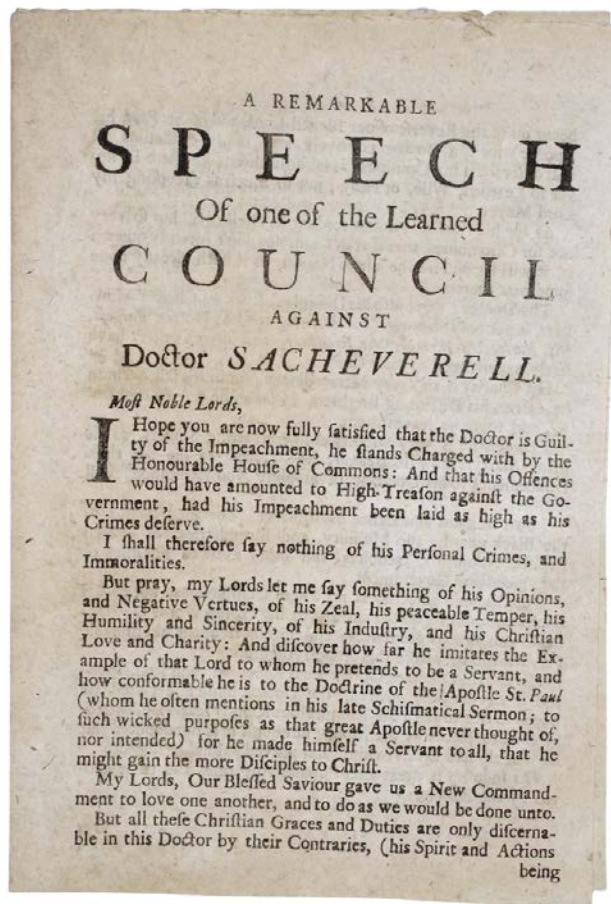 A REMARKABLE
SPEECH
Of one of the Learned
COUNCIL
AGAINST
Doctor SACHEVERELL.
Moſt Noble Lords,
I Hope you are now fully ſatisfied that the Doctor is Guil-
ty of the Impeachment, he ſtands Charged with by the
Honourable Houſe of Commons: And that his Offences
would have amounted to High-Treaſon againſt the Go-
vernment, had his Impeachment been laid as high as his
Crimes deſerve.
I ſhall therefore ſay nothing of his Perſonal Crimes, and
Immoralities.
But pray, my Lords let me ſay ſomething of his Opinions,
and Negative Vertues, of his Zeal, his peaceable Temper, his
Humility and Sincerity, of his Induſtry, and his Chriſtian
Love and Charity: And diſcover how far he imitates the Ex-
ample of that Lord to whom he pretends to be a Servant, and
how conformable he is to the Doctrine of the Apoſtle St. Paul
(whom he often mentions in his late Schiſmatical Sermon; to
ſuch wicked purpoſes as that great Apoſtle never thought of,
nor intended) for he made himſelf a Servant to all, that he
might gain the more Diſciples to Chriſt.
My Lords, Our Bleſſed Saviour gave us a New Command-
ment to love one another, and to do as we would be done unto.
But all theſe Chriſtian Graces and Duties are only diſcerna-
ble in this Doctor by their Contraries, (his Spirit and Actions
being